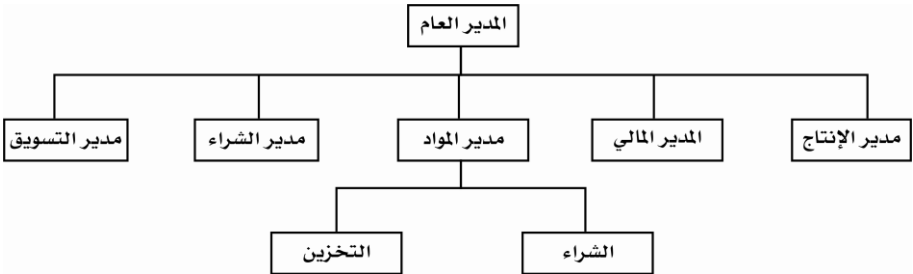 المدير العام
مدير الإنتاج
المدير المالي
مدير المواد
مدير الشراء
مدير التسويق
الشراء
التخزين